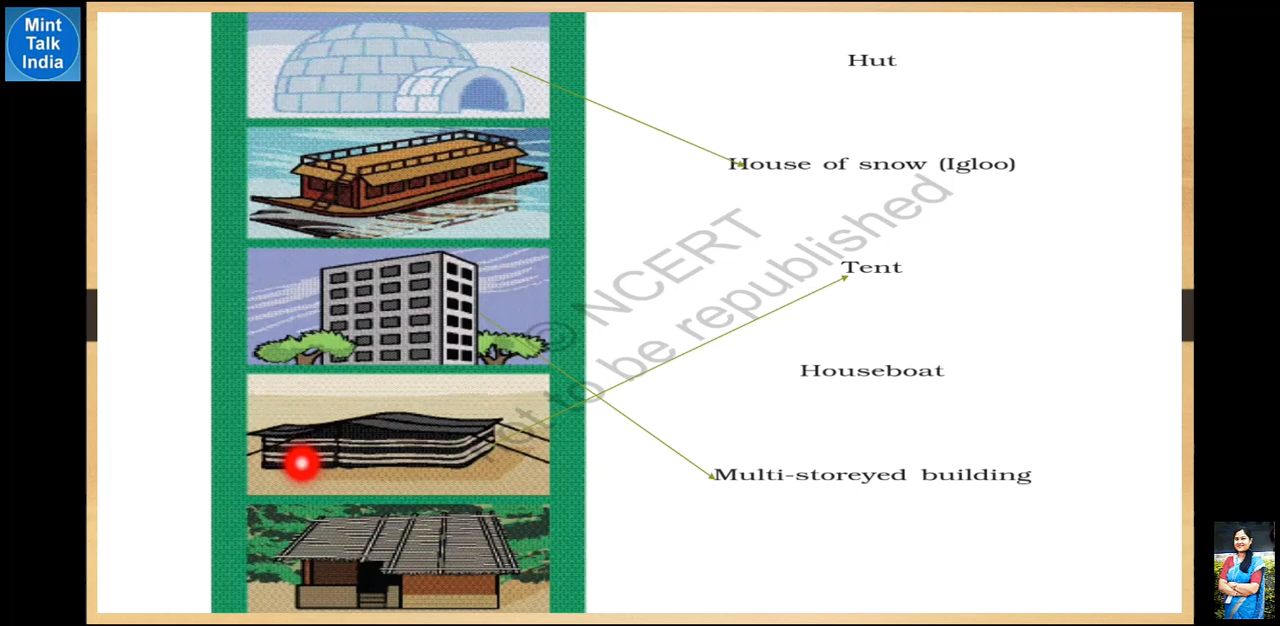 Mint
Talk
India
Hut
House of snow (Igloo)
© NCERT
not to be republished
Tent
Houseboat
Multi-storeyed building